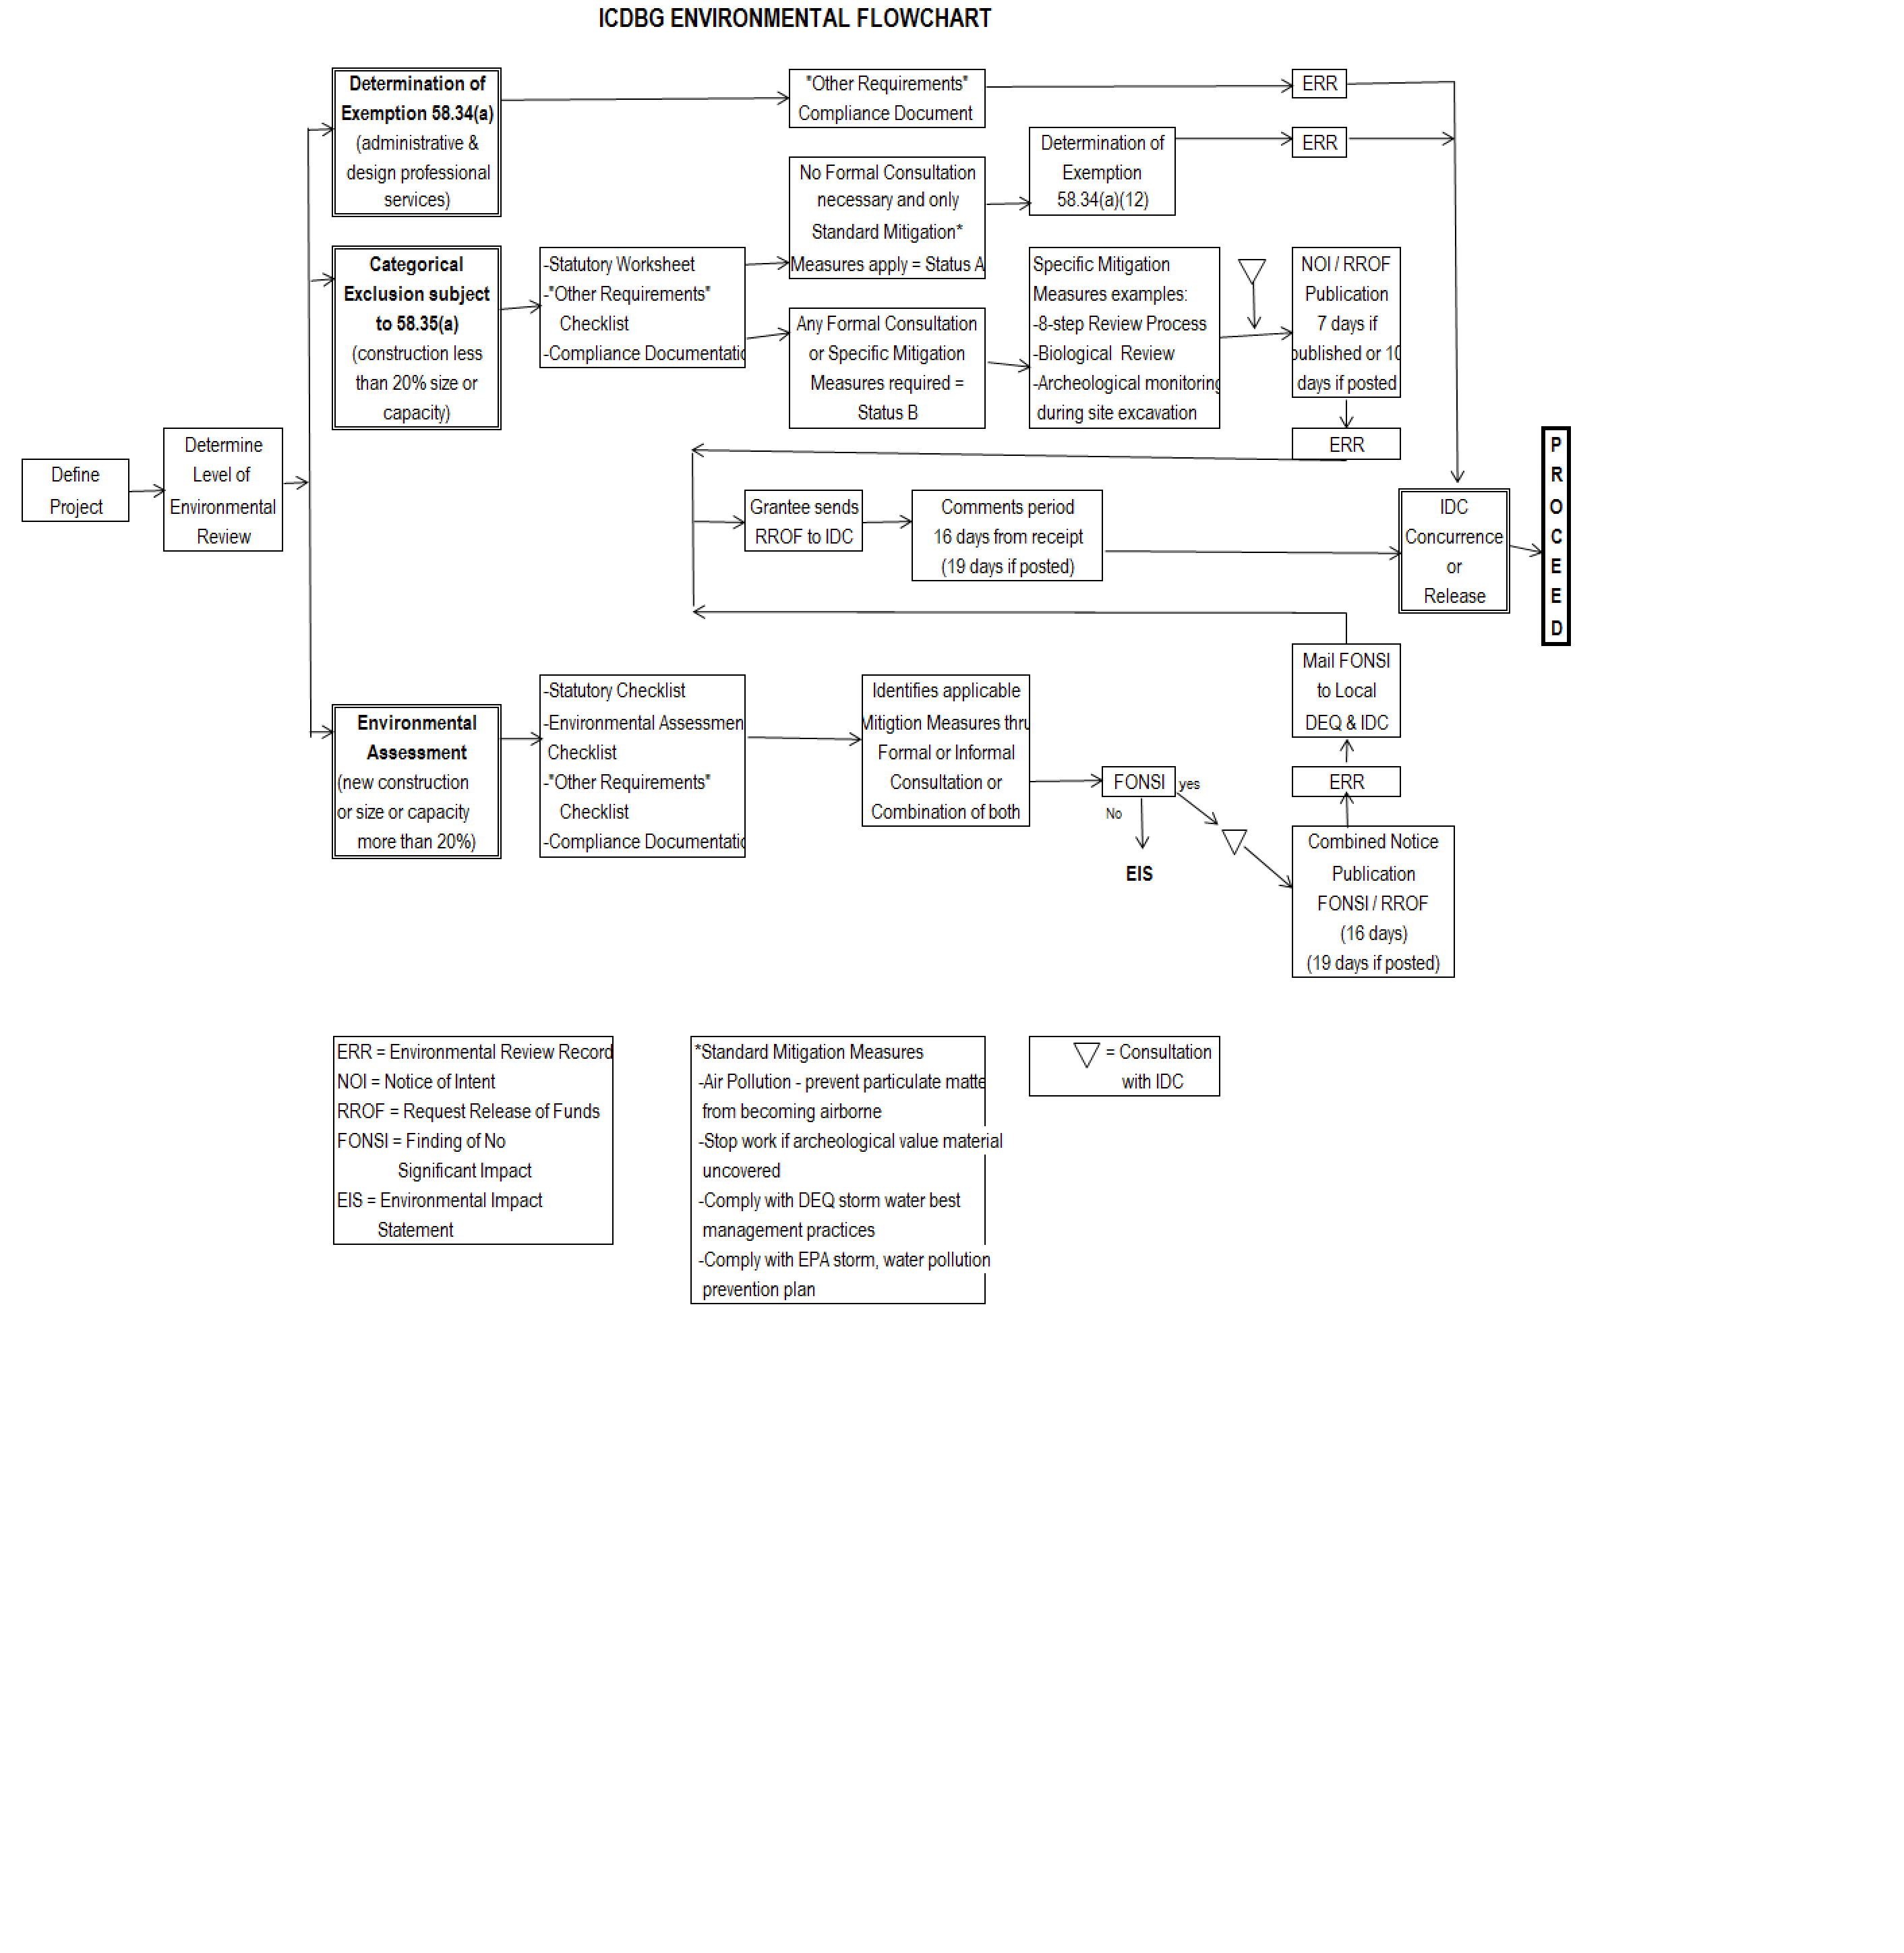 ICDBG ENVIRONMENTAL FLOWCHART
Define
Project
Determine
Level of
Environmental
Review
Determination of
Exemption 58.34(a)
(administrative &
design professional
services)
"Other Requirements"
Compliance Document
ERR
Categorical
Exclusion subject
to 58.35(a)
(construction less
than 20% size or
capacity)
-Statutory Worksheet
-"Other Requirements"
Checklist
-Compliance Documentatio
No Formal Consultation
necessary and only
Standard Mitigation*
Measures apply = Status A
Determination of
Exemption
58.34(a)(12)
ERR
Any Formal Consultation
or Specific Mitigation
Measures required =
Status B
Specific Mitigation
Measures examples:
-8-step Review Process
-Biological Review
-Archeological monitoring
during site excavation
NOI / RROF
Publication
7 days if
published or 10
days if posted
ERR
Grantee sends
RROF to IDC
Comments period
16 days from receipt
(19 days if posted)
IDC
Concurrence
or
Release
P
R
O
C
E
E
D
Environmental
Assessment
(new construction
or size or capacity
more than 20%)
-Statutory Checklist
-Environmental Assessmen
Checklist
-"Other Requirements"
Checklist
-Compliance Documentatio
Identifies applicable
Mitigtion Measures thru
Formal or Informal
Consultation or
Combination of both
FONSI
yes
No
EIS
Mail FONSI
to Local
DEQ & IDC
ERR
Combined Notice
Publication
FONSI / RROF
(16 days)
(19 days if posted)
ERR = Environmental Review Record
NOI = Notice of Intent
RROF = Request Release of Funds
FONSI = Finding of No
Significant Impact
EIS = Environmental Impact
Statement
*Standard Mitigation Measures
-Air Pollution - prevent particulate matte
from becoming airborne
-Stop work if archeological value material
uncovered
-Comply with DEQ storm water best
management practices
-Comply with EPA storm, water pollution
prevention plan
= Consultation
with IDC